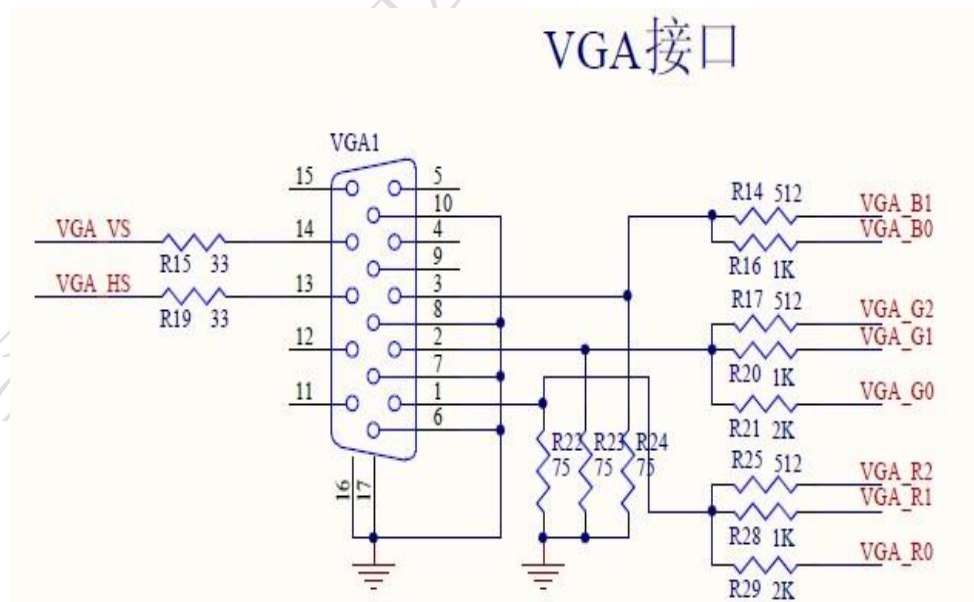 VGA接口
VGA1
15
5
10
VGA_VS
R15 33
14
4
9
VGA_HS
R19 33
13
3
8
12
2
7
11
1
6
16
17
R14 512
VGA_B1
VGA_B0
R16 1K
R17 512
VGA_G2
VGA_G1
R20 1K
VGA_G0
R21 2K
R22
75
R23
75
R24
75
R25 512
VGA_R2
VGA_R1
R28 1K
VGA_R0
R29 2K